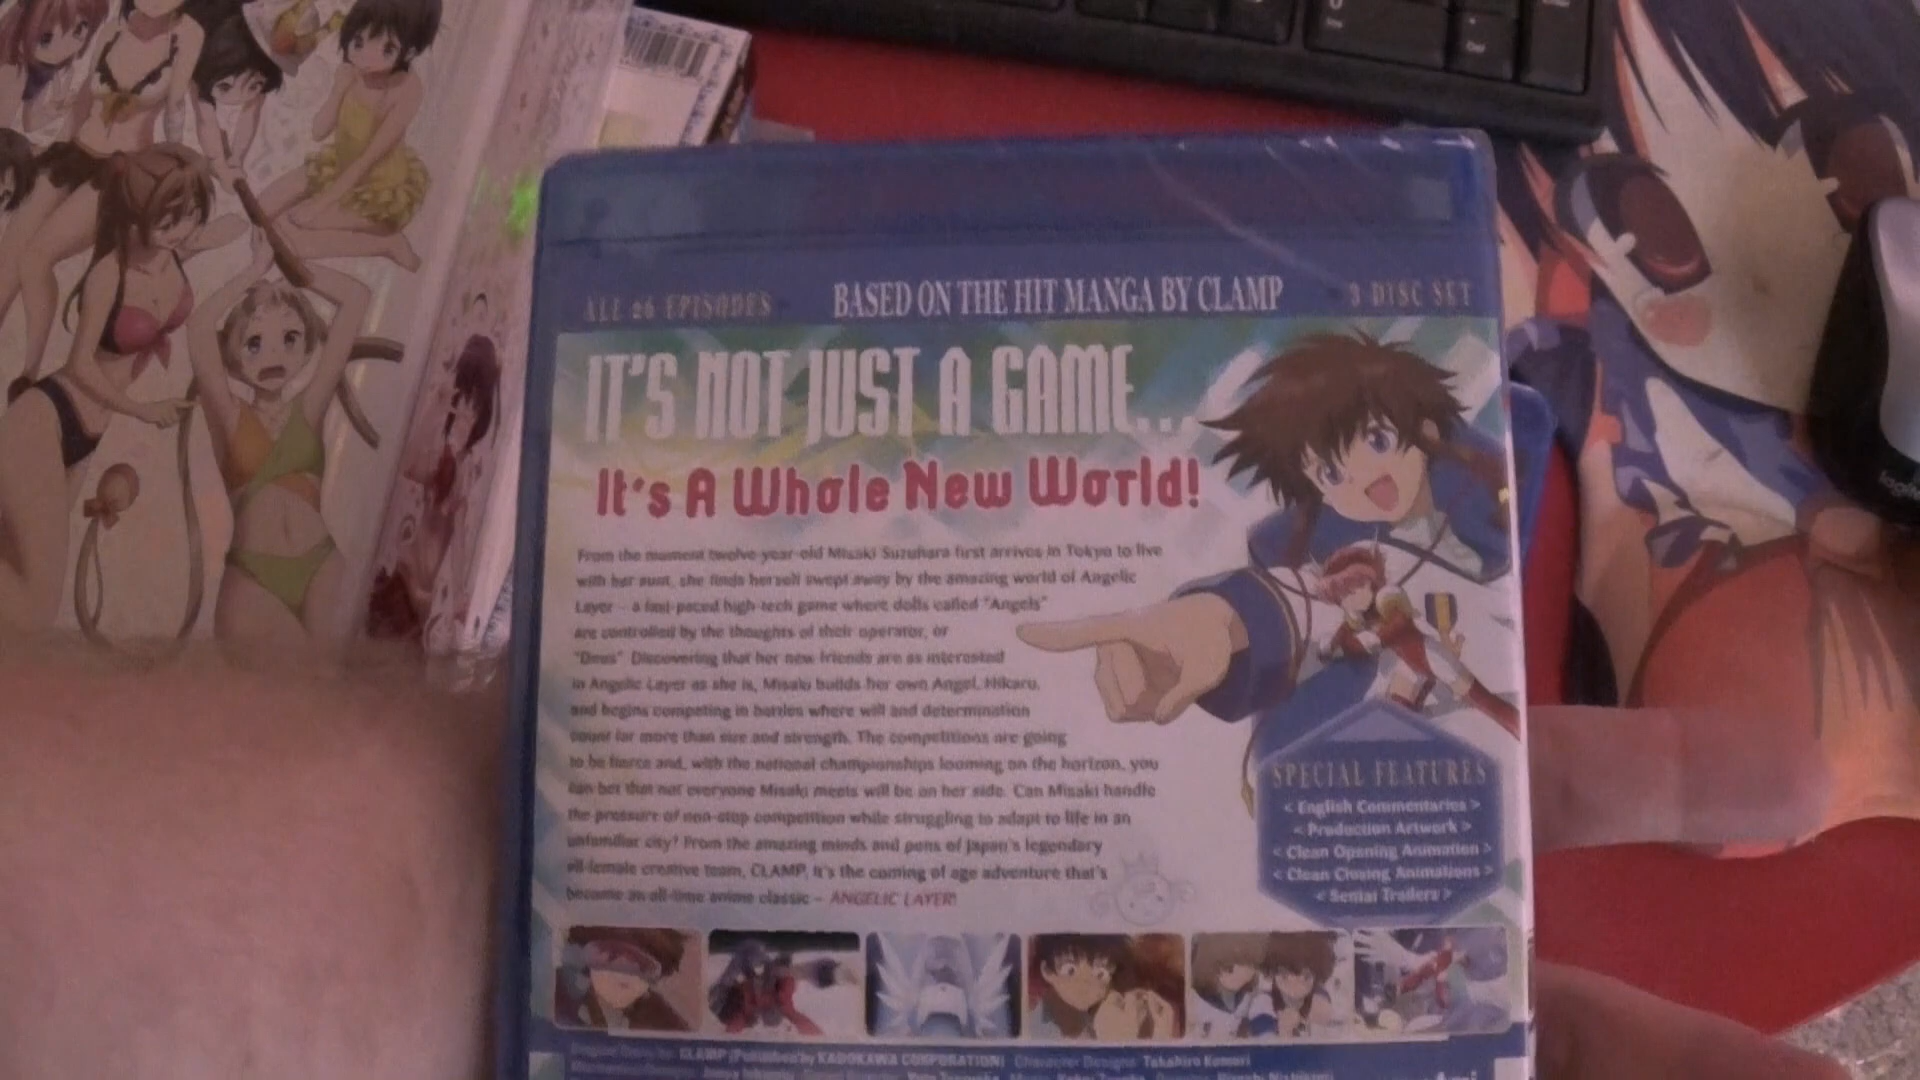 ALL 26 EPISODES
BASED ON THE HIT MANGA BY CLAMP
3 DISC SET
IT'S NOT JUST A GAME...
It's A Whole New World!
From the moment twelve-year-old Misaki Suzuhara first arrives in Tokyo to live
with her aunt, she finds herself swept away by the amazing world of Angelic
Layer – a fast-paced high-tech game where dolls called "Angels"
are controlled by the thoughts of their operator, or
"Deus". Discovering that her new friends are as interested
in Angelic Layer as she is, Misaki builds her own Angel, Hikaru,
and begins competing in battles where will and determination
count for more than size and strength. The competitions are going
to be fierce and, with the national championships looming on the horizon, you
can bet that not everyone Misaki meets will be on her side. Can Misaki handle
the pressure of non-stop competition while struggling to adapt to life in an
unfamiliar city? From the amazing minds and pens of Japan's legendary
all-female creative team, CLAMP, it's the coming of age adventure that's
become an all-time anime classic – ANGELIC LAYER!
SPECIAL FEATURES
< English Commentaries >
< Production Artwork >
< Clean Opening Animation >
< Clean Closing Animations >
< Sentai Trailers >
by: CLAMP (Published by KADOKAWA CORPORATION) Character Designs: Takahiro Komori